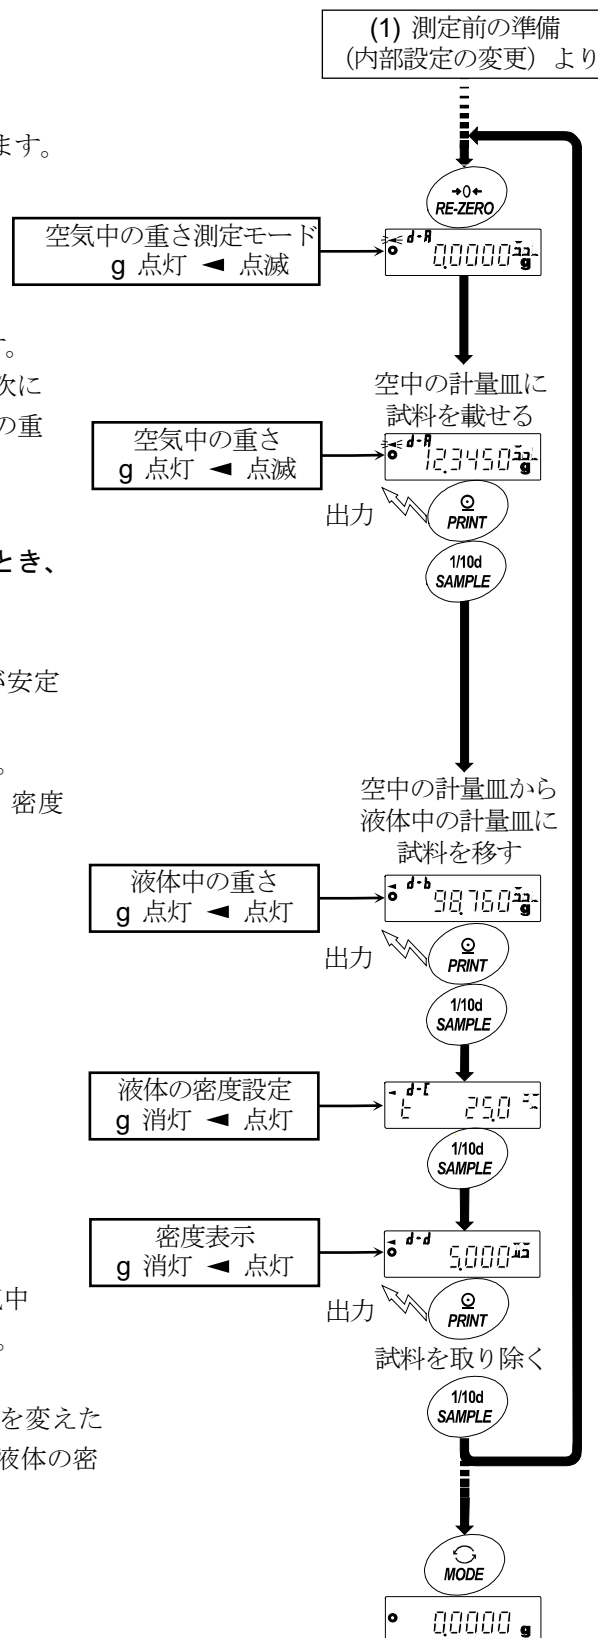 (1) 測定前の準備
（内部設定の変更）より
ます。
→0←
RE-ZERO
空気中の重さ測定モード
g 点灯 ◄ 点滅
d-A
0.0000 g
す。
次に
の重
空中の計量皿に
試料を載せる
空気中の重さ
g 点灯 ◄ 点滅
d-A
12.3450 g
出力
PRINT
1/10d
SAMPLE
とき、
が安定
。
密度
空中の計量皿から
液体中の計量皿に
試料を移す
液体中の重さ
g 点灯 ◄ 点灯
d-b
98.760 g
出力
PRINT
1/10d
SAMPLE
液体の密度設定
g 消灯 ◄ 点灯
d-C
t 25.0
1/10d
SAMPLE
密度表示
g 消灯 ◄ 点灯
d-d
5.000
気中
出力
PRINT
。
試料を取り除く
1/10d
SAMPLE
を変えた
液体の密
MODE
0.0000 g